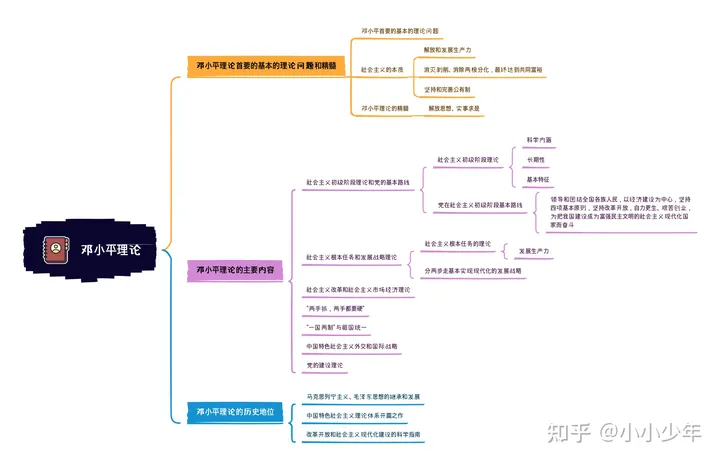 邓小平理论
邓小平理论首要的基本的理论问题和精髓
邓小平首要的基本的理论问题
社会主义的本质
解放和发展生产力
消灭剥削、消除两极分化，最终达到共同富裕
坚持和完善公有制
邓小平理论的精髓
解放思想、实事求是
邓小平理论的主要内容
社会主义初级阶段理论和党的基本路线
社会主义初级阶段理论
科学内涵
长期性
基本特征
党在社会主义初级阶段基本路线
领导和团结全国各族人民，以经济建设为中心，坚持
四项基本原则，坚持改革开放，自力更生，艰苦创业，
为把我国建设成为富强民主文明的社会主义现代化国
家而奋斗
社会主义根本任务和发展战略理论
社会主义根本任务的理论
发展生产力
分两步走基本实现现代化的发展战略
社会主义改革和社会主义市场经济理论
“两手抓，两手都要硬”
“一国两制”与祖国统一
中国特色社会主义外交和国际战略
党的建设理论
邓小平理论的历史地位
马克思列宁主义、毛泽东思想的继承和发展
中国特色社会主义理论体系开篇之作
改革开放和社会主义现代化建设的科学指南
知乎 @小小少年